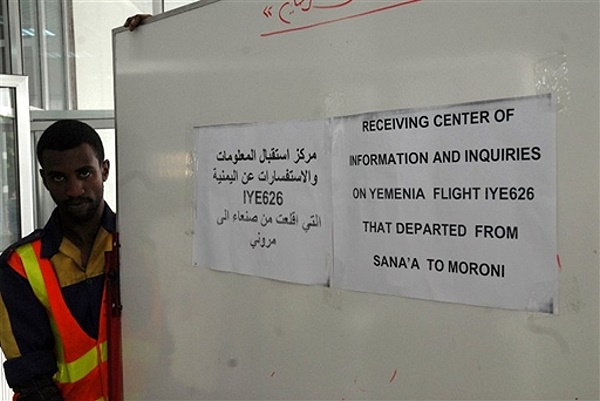 مركز استقبال المعلومات
والاستفسارات عن اليمنية
IYE626
التي اقلعت من صنعاء الى
مروني
RECEIVING CENTER OF
INFORMATION AND INQUIRIES
ON YEMENIA FLIGHT IYE626
THAT DEPARTED FROM
SANA'A TO MORONI